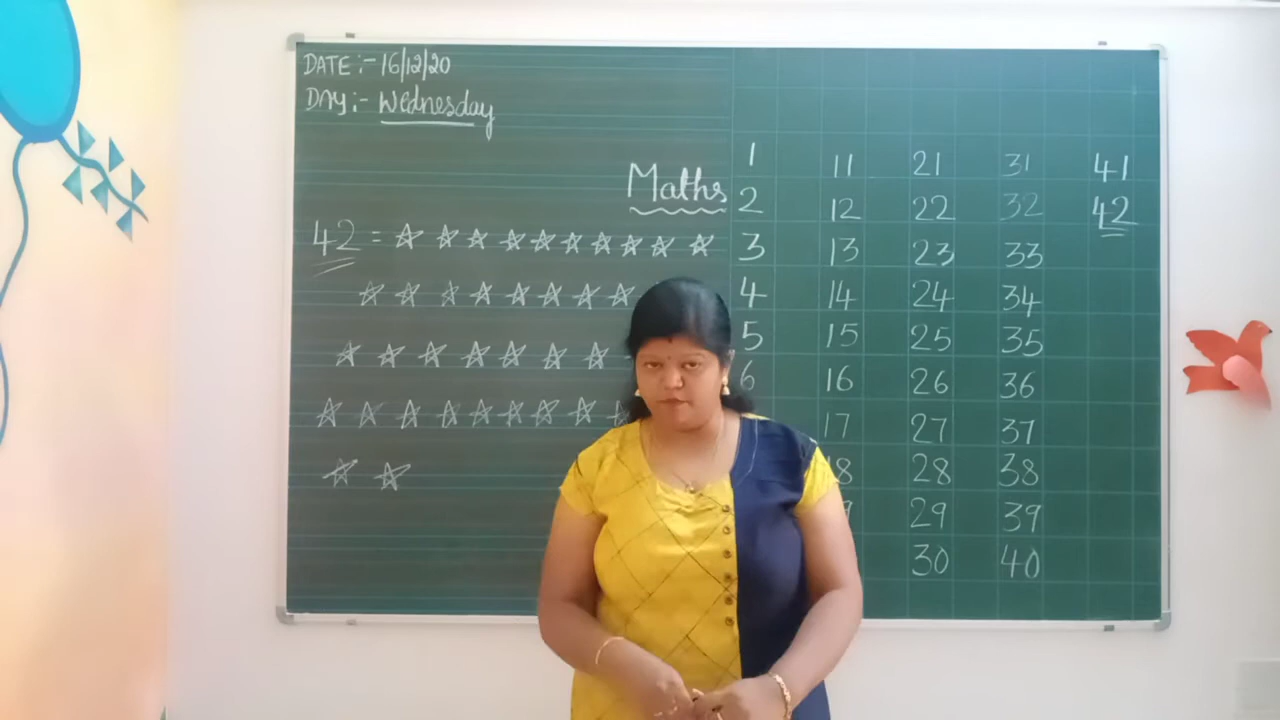 DATE :- 16/12/20
DAY :- Wednesday
Maths
42 =
1 11 21 31 41
2 12 22 32 42
3 13 23 33
4 14 24 34
5 15 25 35
6 16 26 36
17 27 37
28 38
29 39
30 40